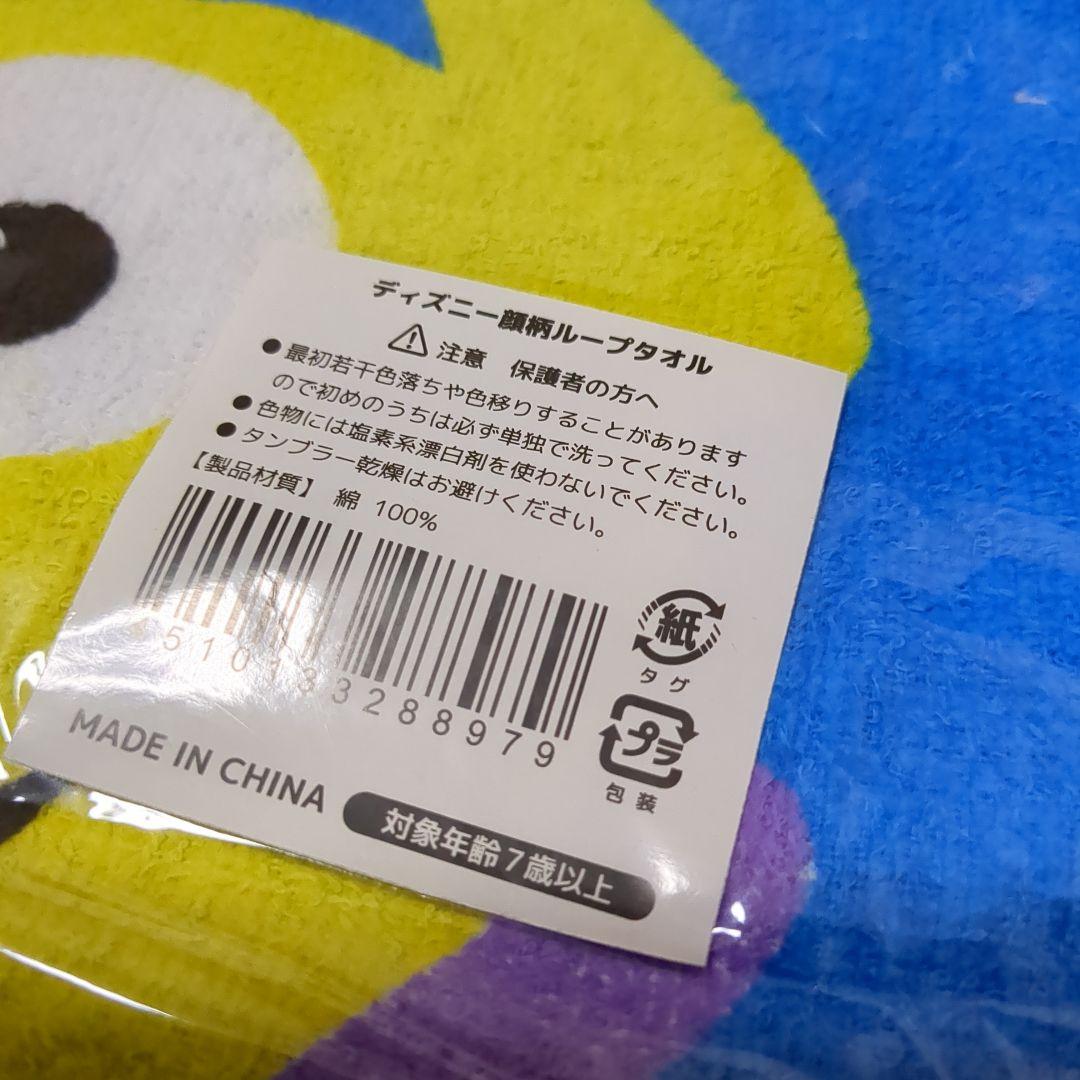 ディズニー顔柄ループタオル
注意 保護者の方へ
●最初若干色落ちや色移りすることがあります
ので初めのうちは必ず単独で洗ってください。
●色物には塩素系漂白剤を使わないでください。
●タンブラー乾燥はお避けください。
【製品材質】 綿 100%
510133288979
紙
タグ
プラ
包装
MADE IN CHINA
対象年齢7歳以上